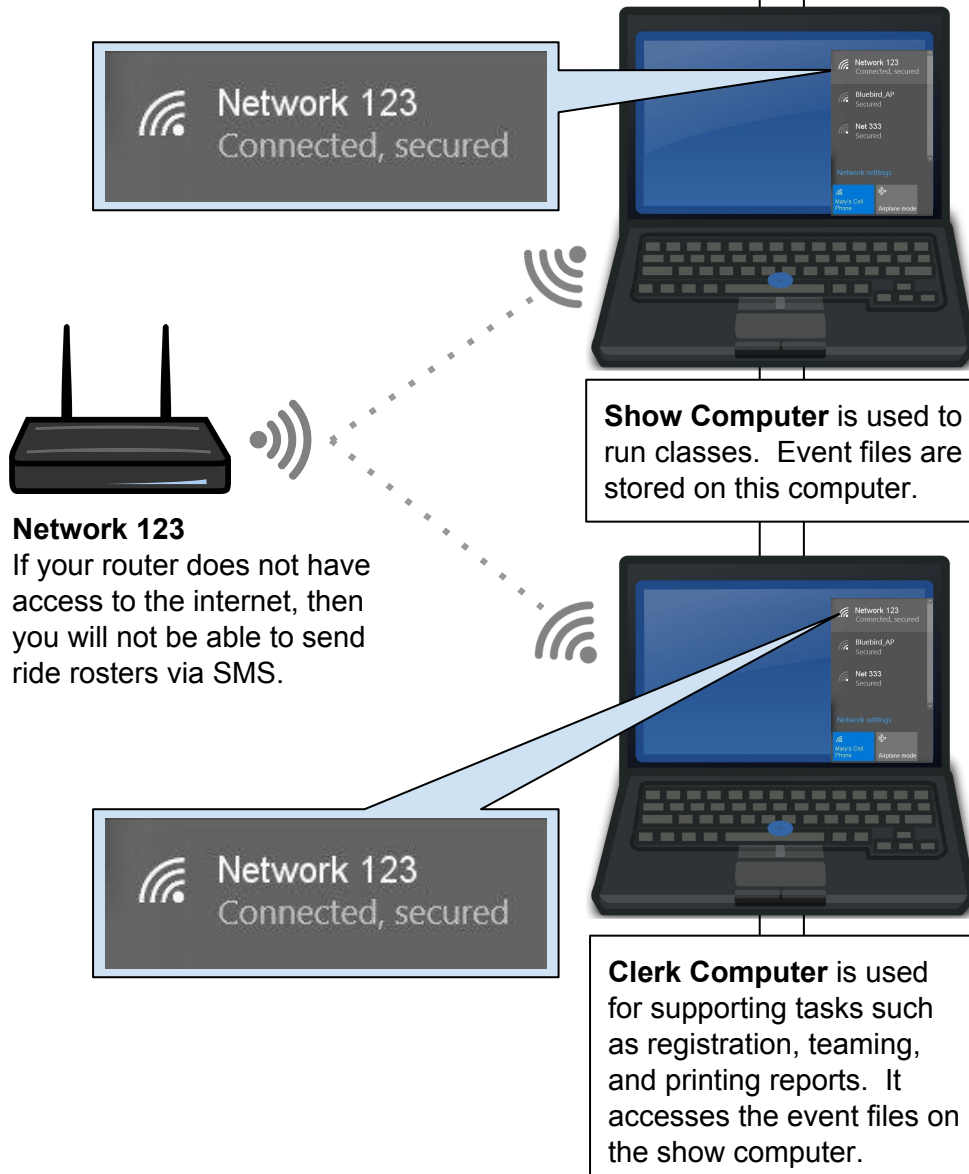 Network 123
Connected, secured
Network 123
Connected, secured
Bluebird_AP
Secured
Net 333
Secured
Network settings
Mary's Cell
Phone
Airplane mode
Show Computer is used to
run classes.  Event files are
stored on this computer.
Network 123
If your router does not have
access to the internet, then
you will not be able to send
ride rosters via SMS.
Network 123
Connected, secured
Bluebird_AP
Secured
Net 333
Secured
Network settings
Mary's Cell
Phone
Airplane mode
Network 123
Connected, secured
Clerk Computer is used
for supporting tasks such
as registration, teaming,
and printing reports.  It
accesses the event files on
the show computer.